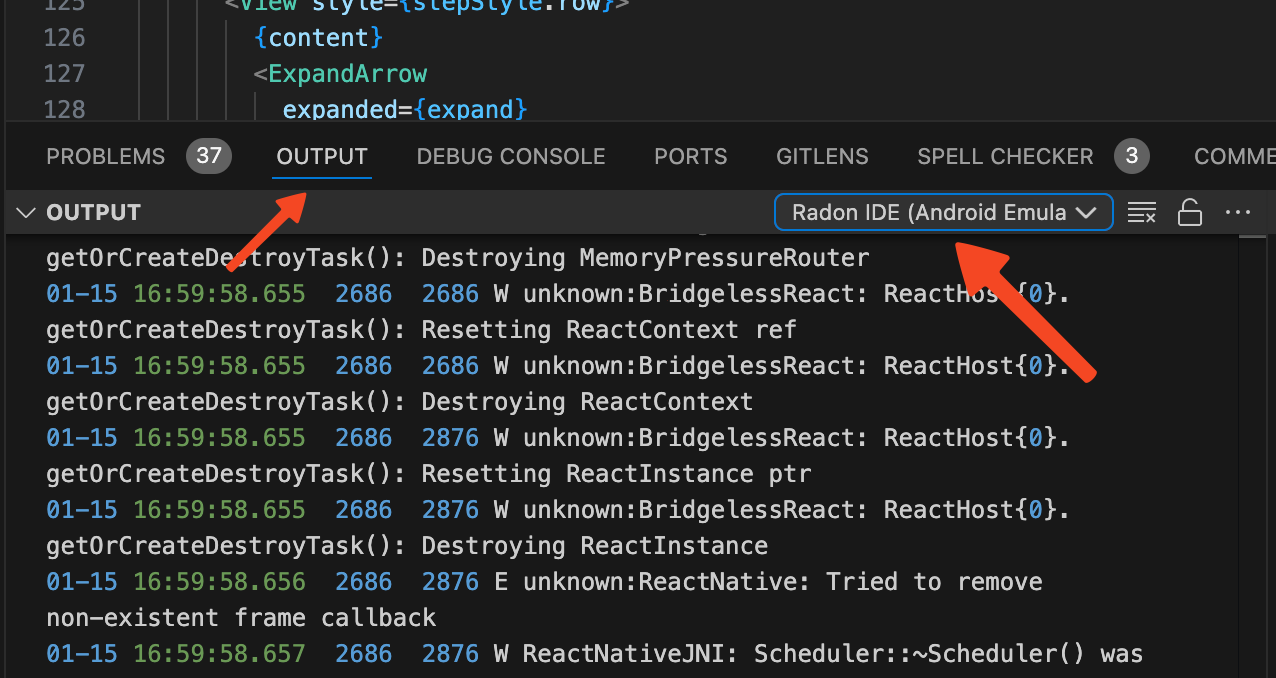 125 <View style={stepStyle.row}>
126 {content}
127 <ExpandArrow
128 expanded={expand}
PROBLEMS 37 OUTPUT DEBUG CONSOLE PORTS GITLENS SPELL CHECKER 3 COMME
OUTPUT Radon IDE (Android Emula
getOrCreateDestroyTask(): Destroying MemoryPressureRouter
01-15 16:59:58.655 2686 2686 W unknown:BridgelessReact: ReactHost{0}.
getOrCreateDestroyTask(): Resetting ReactContext ref
01-15 16:59:58.655 2686 2686 W unknown:BridgelessReact: ReactHost{0}.
getOrCreateDestroyTask(): Destroying ReactContext
01-15 16:59:58.655 2686 2876 W unknown:BridgelessReact: ReactHost{0}.
getOrCreateDestroyTask(): Resetting ReactInstance ptr
01-15 16:59:58.655 2686 2876 W unknown:BridgelessReact: ReactHost{0}.
getOrCreateDestroyTask(): Destroying ReactInstance
01-15 16:59:58.656 2686 2876 E unknown:ReactNative: Tried to remove
non-existent frame callback
01-15 16:59:58.657 2686 2876 W ReactNativeJNI: Scheduler::~Scheduler() was